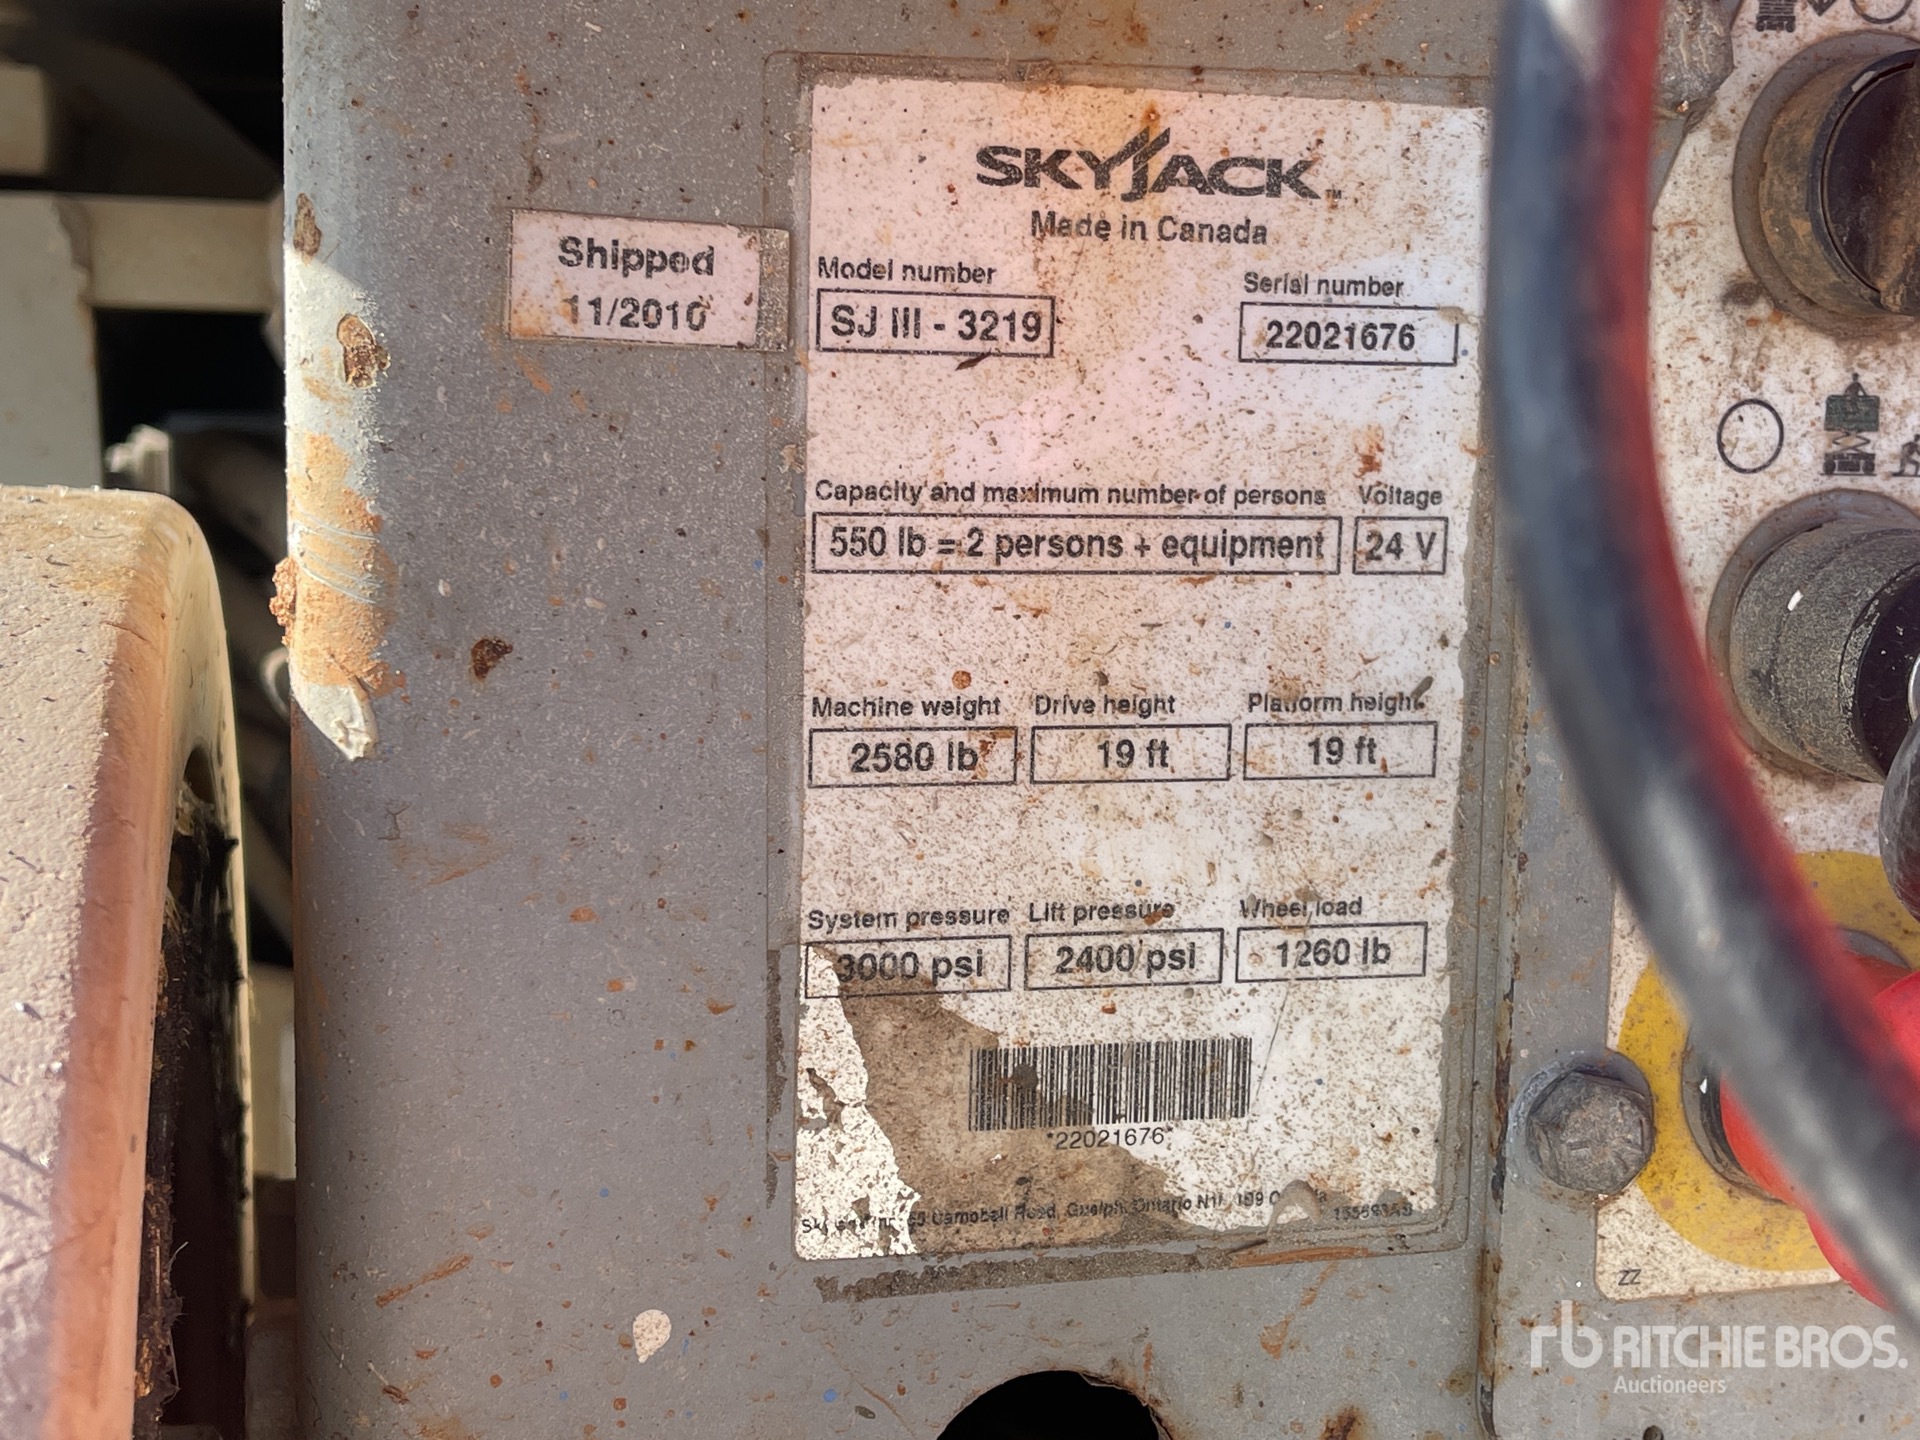 SKYJACK™
Made in Canada
Shipped
11/2010
Model number Serial number
SJ III - 3219 22021676
Capacity and maximum number of persons Voltage
550 lb = 2 persons + equipment 24 V
Machine weight Drive height Platform height
2580 lb 19 ft 19 ft
System pressure Lift pressure Wheel load
3000 psi 2400 psi 1260 lb
*22021676*
Campbell Road, Guelph, Ontario
ZZ
rb RITCHIE BROS.
Auctioneers